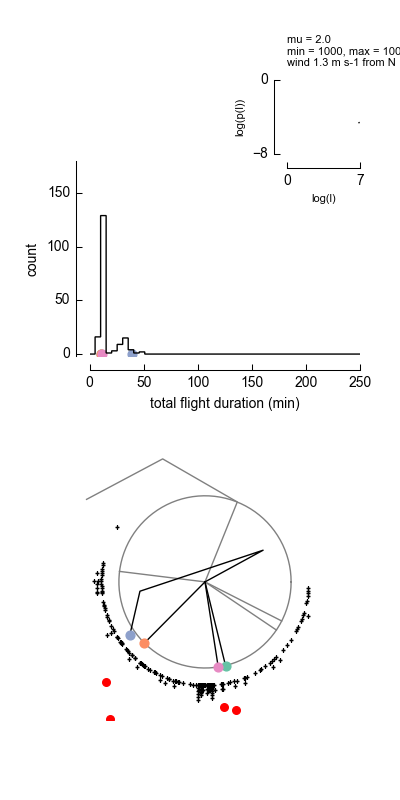 mu = 2.0
min = 1000, max = 100
wind 1.3 m s-1 from N
0
−8
log(p(l))
0 7
log(l)
150
100
50
0
count
0 50 100 150 200 250
total flight duration (min)